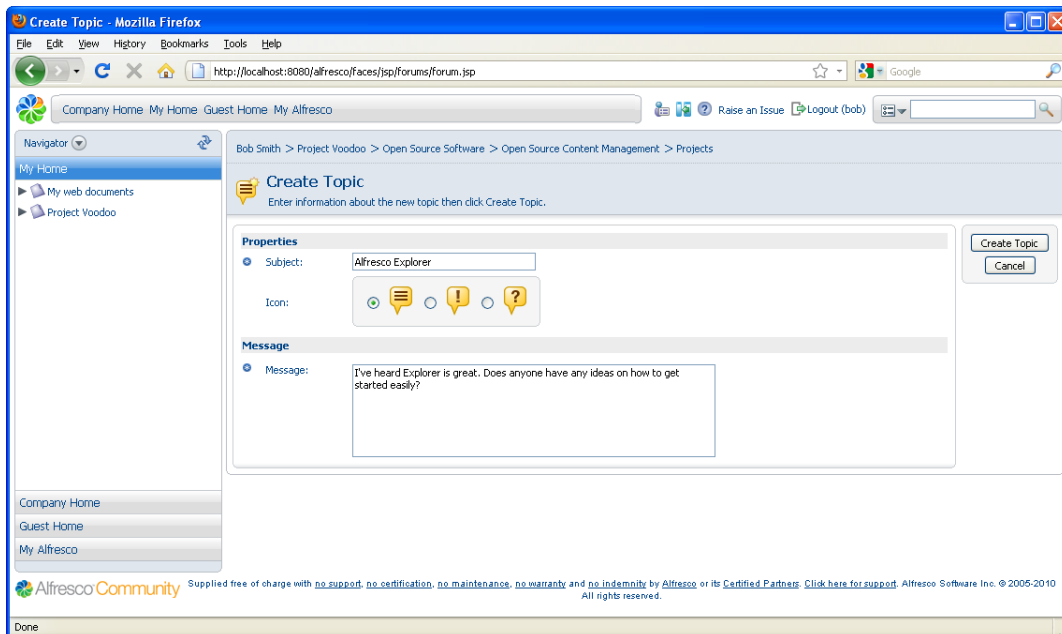 Create Topic - Mozilla Firefox
File Edit View History Bookmarks Tools Help
http://localhost:8080/alfresco/faces/jsp/forums/forum.jsp
Google
Company Home My Home Guest Home My Alfresco
Raise an Issue Logout (bob)
Navigator
Bob Smith > Project Voodoo > Open Source Software > Open Source Content Management > Projects
My Home
My web documents
Project Voodoo
Create Topic
Enter information about the new topic then click Create Topic.
Properties
Subject: Alfresco Explorer
Icon:
Message
Message: I've heard Explorer is great. Does anyone have any ideas on how to get
started easily?
Create Topic
Cancel
Company Home
Guest Home
My Alfresco
Alfresco Community
Supplied free of charge with no support, no certification, no maintenance, no warranty and no indemnity by Alfresco or its Certified Partners. Click here for support. Alfresco Software Inc. © 2005-2010
All rights reserved.
Done